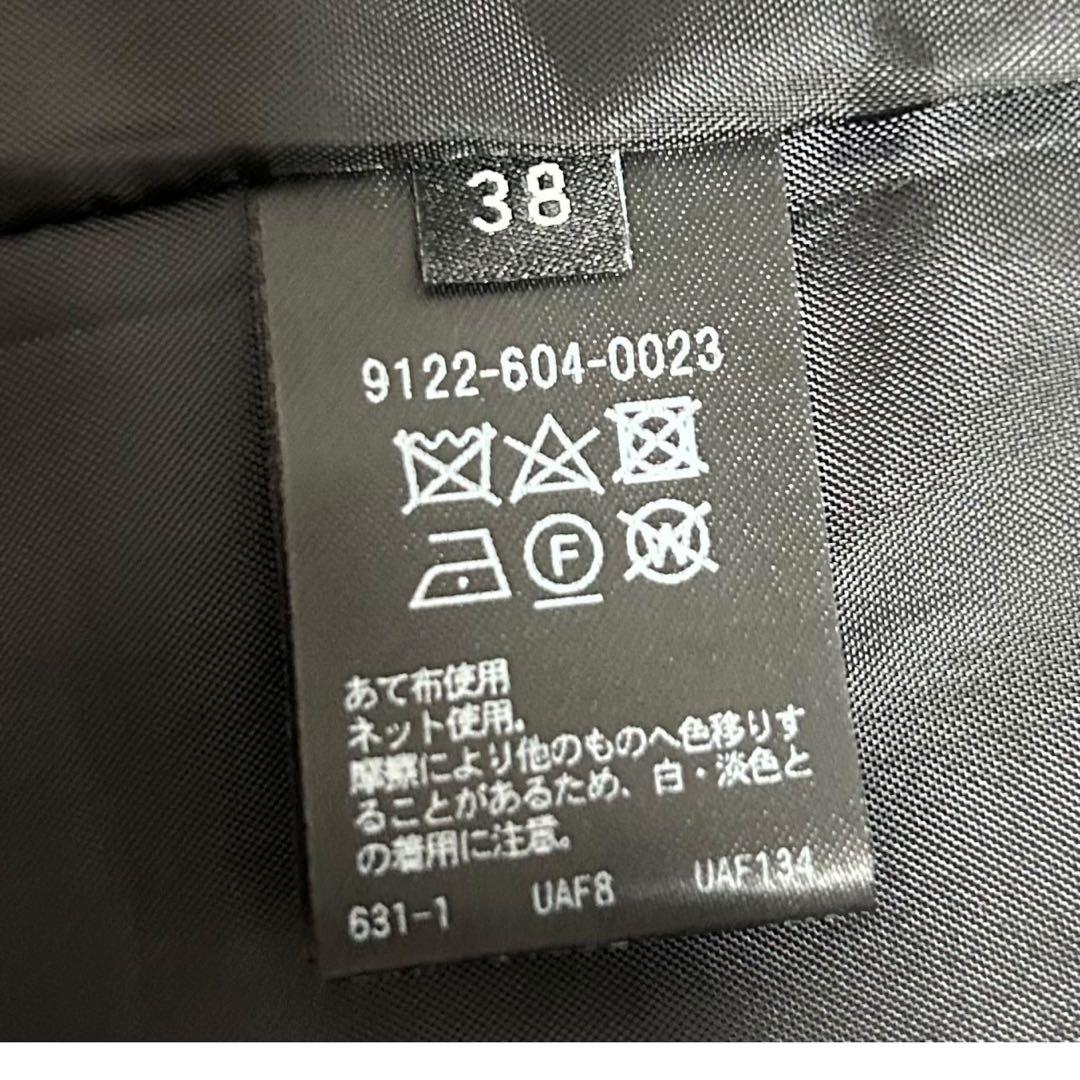 38
9122-604-0023
F
W
あて布使用
ネット使用.
摩擦により他のものへ色移りす
ることがあるため、白・淡色と
の着用に注意。
631-1 UAF8 UAF134